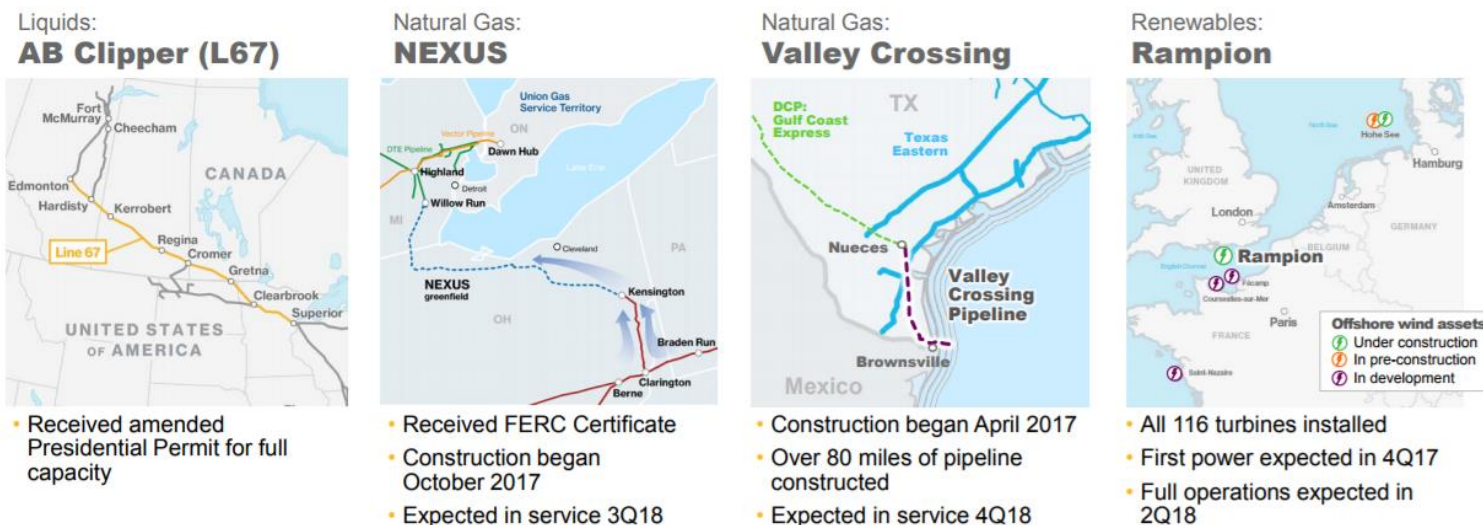 Liquids:
AB Clipper (L67)
Fort
McMurray
Cheecham
CANADA
Edmonton
Hardisty
Kerrobert
Line 67
Regina
Cromer
Gretna
Clearbrook
Superior
UNITED STATES
OF AMERICA
• Received amended
Presidential Permit for full
capacity
Natural Gas:
NEXUS
Union Gas
Service Territory
ON
Vector Pipeline
DTE Pipeline
Dawn Hub
Highland
Detroit
Lake Erie
Willow Run
MI
Cleveland
PA
NEXUS
greenfield
Kensington
OH
Braden Run
Clarington
Berne
• Received FERC Certificate
• Construction began
October 2017
• Expected in service 3Q18
Natural Gas:
Valley Crossing
TX
DCP:
Gulf Coast
Express
Texas
Eastern
Nueces
Valley
Crossing
Pipeline
Brownsville
Mexico
• Construction began April 2017
• Over 80 miles of pipeline
constructed
• Expected in service 4Q18
Renewables:
Rampion
Irish Sea
North Sea
Hohe See
Hamburg
UNITED
KINGDOM
Amsterdam
London
GERMANY
BELGIUM
Rampion
English Channel
Fécamp
Courseulles-sur-Mer
Paris
FRANCE
Saint-Nazaire
Offshore wind assets
Under construction
In pre-construction
In development
• All 116 turbines installed
• First power expected in 4Q17
• Full operations expected in
2Q18